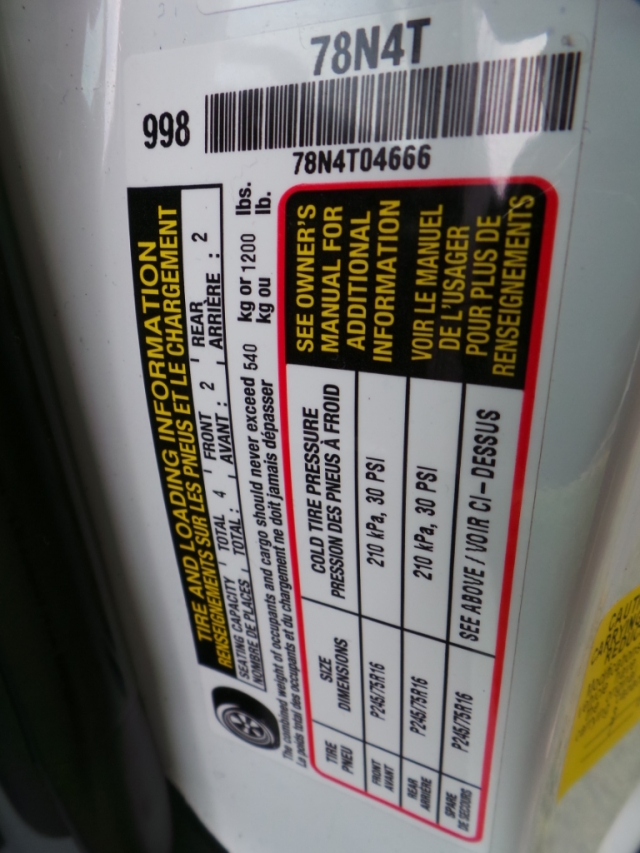 78N4T
998
78N4T04666
TIRE AND LOADING INFORMATION
RENSEIGNEMENTS SUR LES PNEUS ET LE CHARGEMENT
SEATING CAPACITY TOTAL 4 FRONT 2 REAR 2
NOMBRE DE PLACES TOTAL : AVANT : ARRIÈRE :
The combined weight of occupants and cargo should never exceed 540 kg or 1200 lbs.
Le poids total des occupants et du chargement ne doit jamais dépasser kg ou lb.
TIRE SIZE COLD TIRE PRESSURE
PNEU DIMENSIONS PRESSION DES PNEUS À FROID
FRONT
AVANT P245/75R16 210 kPa, 30 PSI
REAR
ARRIÈRE P245/75R16 210 kPa, 30 PSI
SPARE
DE SECOURS P245/75R16 SEE ABOVE / VOIR CI-DESSUS
SEE OWNER'S
MANUAL FOR
ADDITIONAL
INFORMATION
VOIR LE MANUEL
DE L'USAGER
POUR PLUS DE
RENSEIGNEMENTS